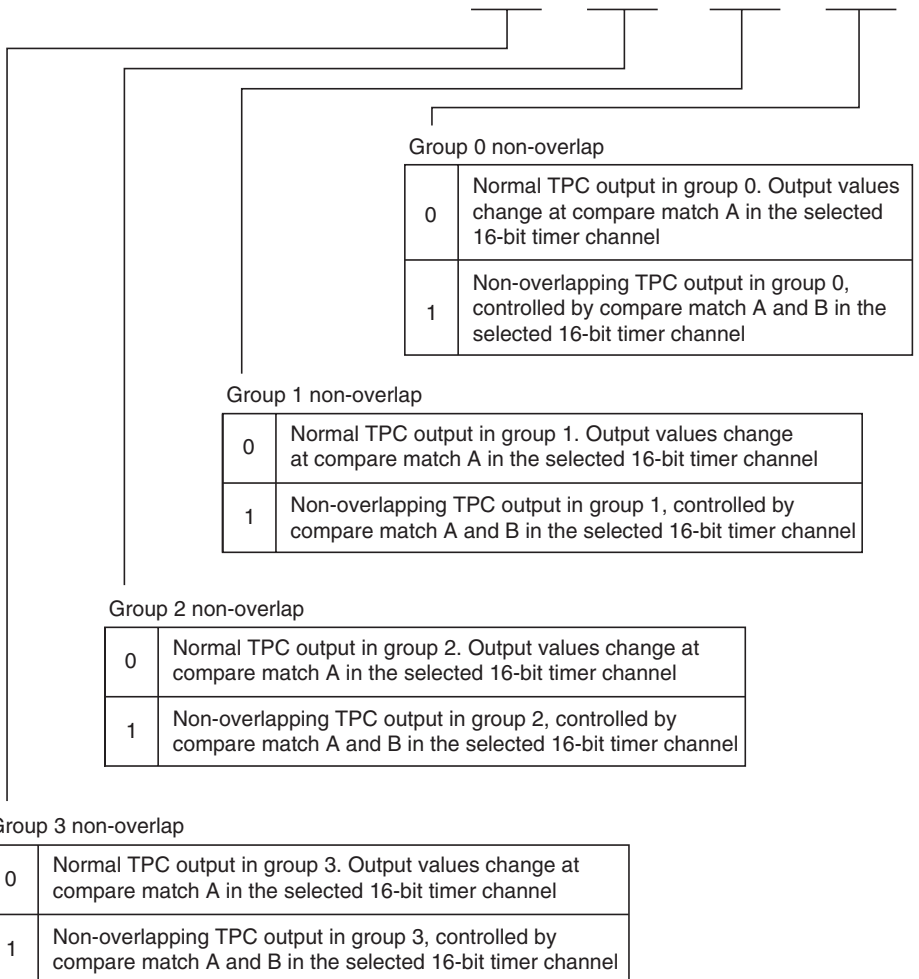 Group 0 non-overlap
0
Normal TPC output in group 0. Output values
change at compare match A in the selected
16-bit timer channel
1
Non-overlapping TPC output in group 0,
controlled by compare match A and B in the
selected 16-bit timer channel
Group 1 non-overlap
0
Normal TPC output in group 1. Output values change
at compare match A in the selected 16-bit timer channel
1
Non-overlapping TPC output in group 1, controlled by
compare match A and B in the selected 16-bit timer channel
Group 2 non-overlap
0
Normal TPC output in group 2. Output values change at
compare match A in the selected 16-bit timer channel
1
Non-overlapping TPC output in group 2, controlled by
compare match A and B in the selected 16-bit timer channel
Group 3 non-overlap
0
Normal TPC output in group 3. Output values change at
compare match A in the selected 16-bit timer channel
1
Non-overlapping TPC output in group 3, controlled by
compare match A and B in the selected 16-bit timer channel